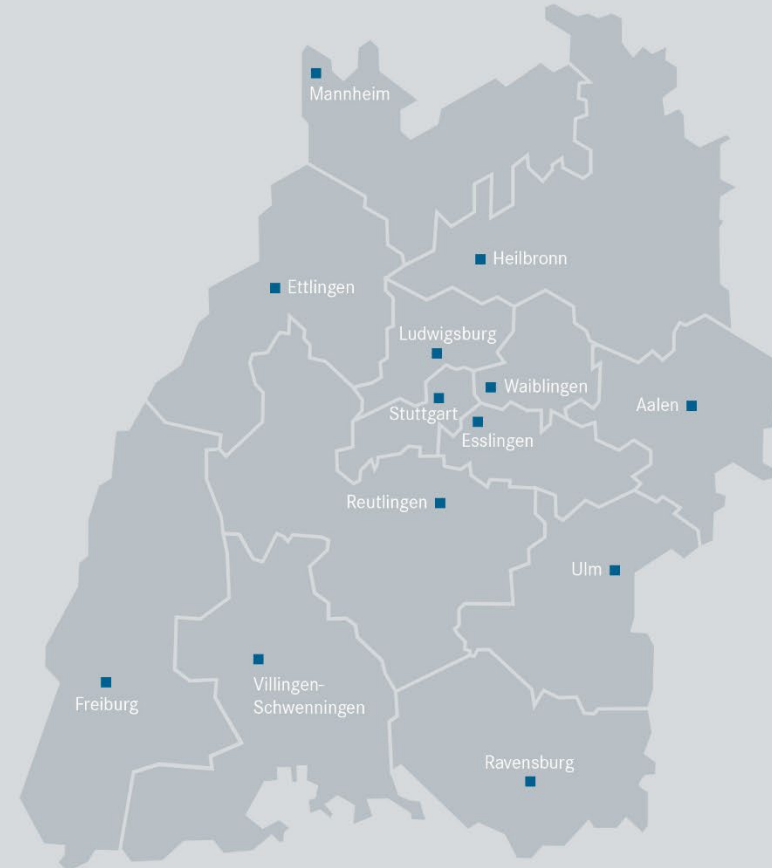 Mannheim
Heilbronn
Ettlingen
Ludwigsburg
Waiblingen
Aalen
Stuttgart
Esslingen
Reutlingen
Ulm
Villingen-
Schwenningen
Freiburg
Ravensburg